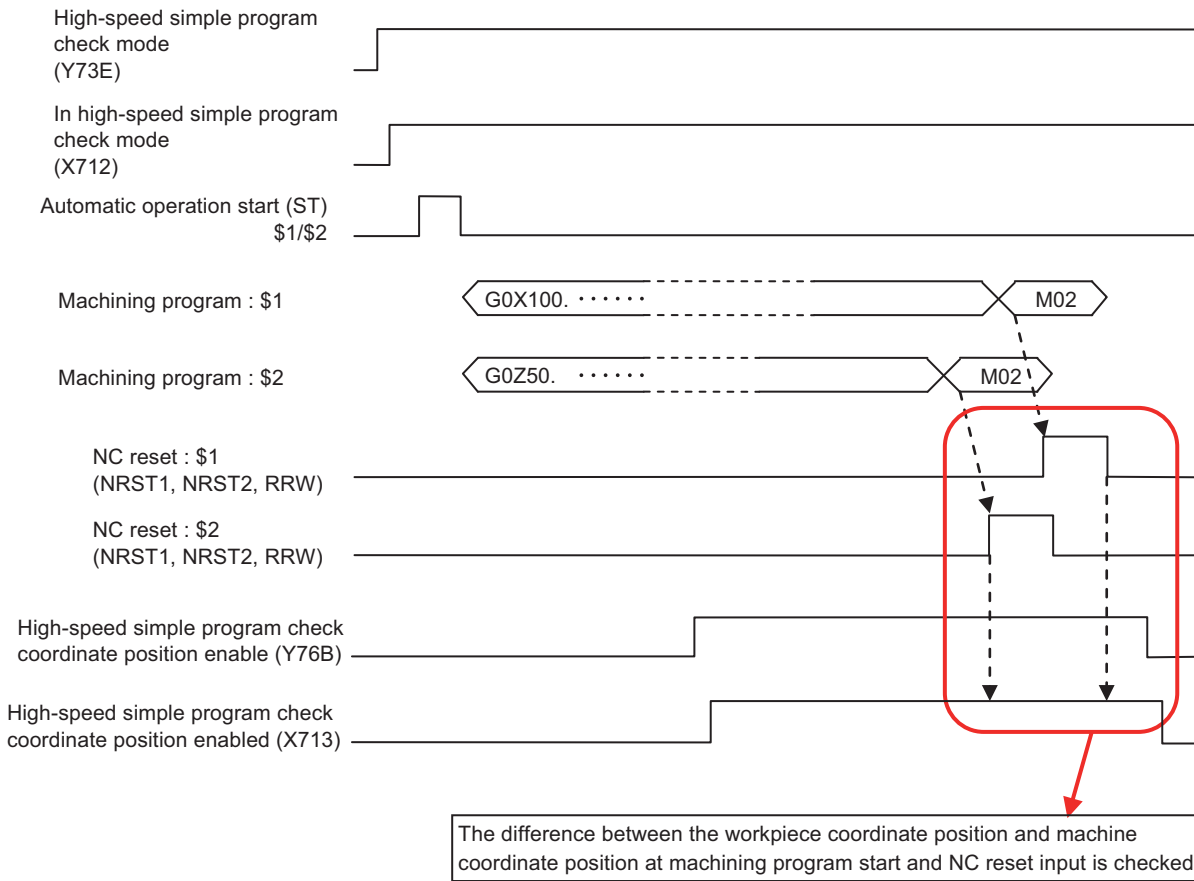 High-speed simple program
check mode
(Y73E)
In high-speed simple program
check mode
(X712)
Automatic operation start (ST)
$1/$2
Machining program : $1
G0X100. ······
M02
Machining program : $2
G0Z50. ······
M02
NC reset : $1
(NRST1, NRST2, RRW)
NC reset : $2
(NRST1, NRST2, RRW)
High-speed simple program check
coordinate position enable (Y76B)
High-speed simple program check
coordinate position enabled (X713)
The difference between the workpiece coordinate position and machine
coordinate position at machining program start and NC reset input is checked